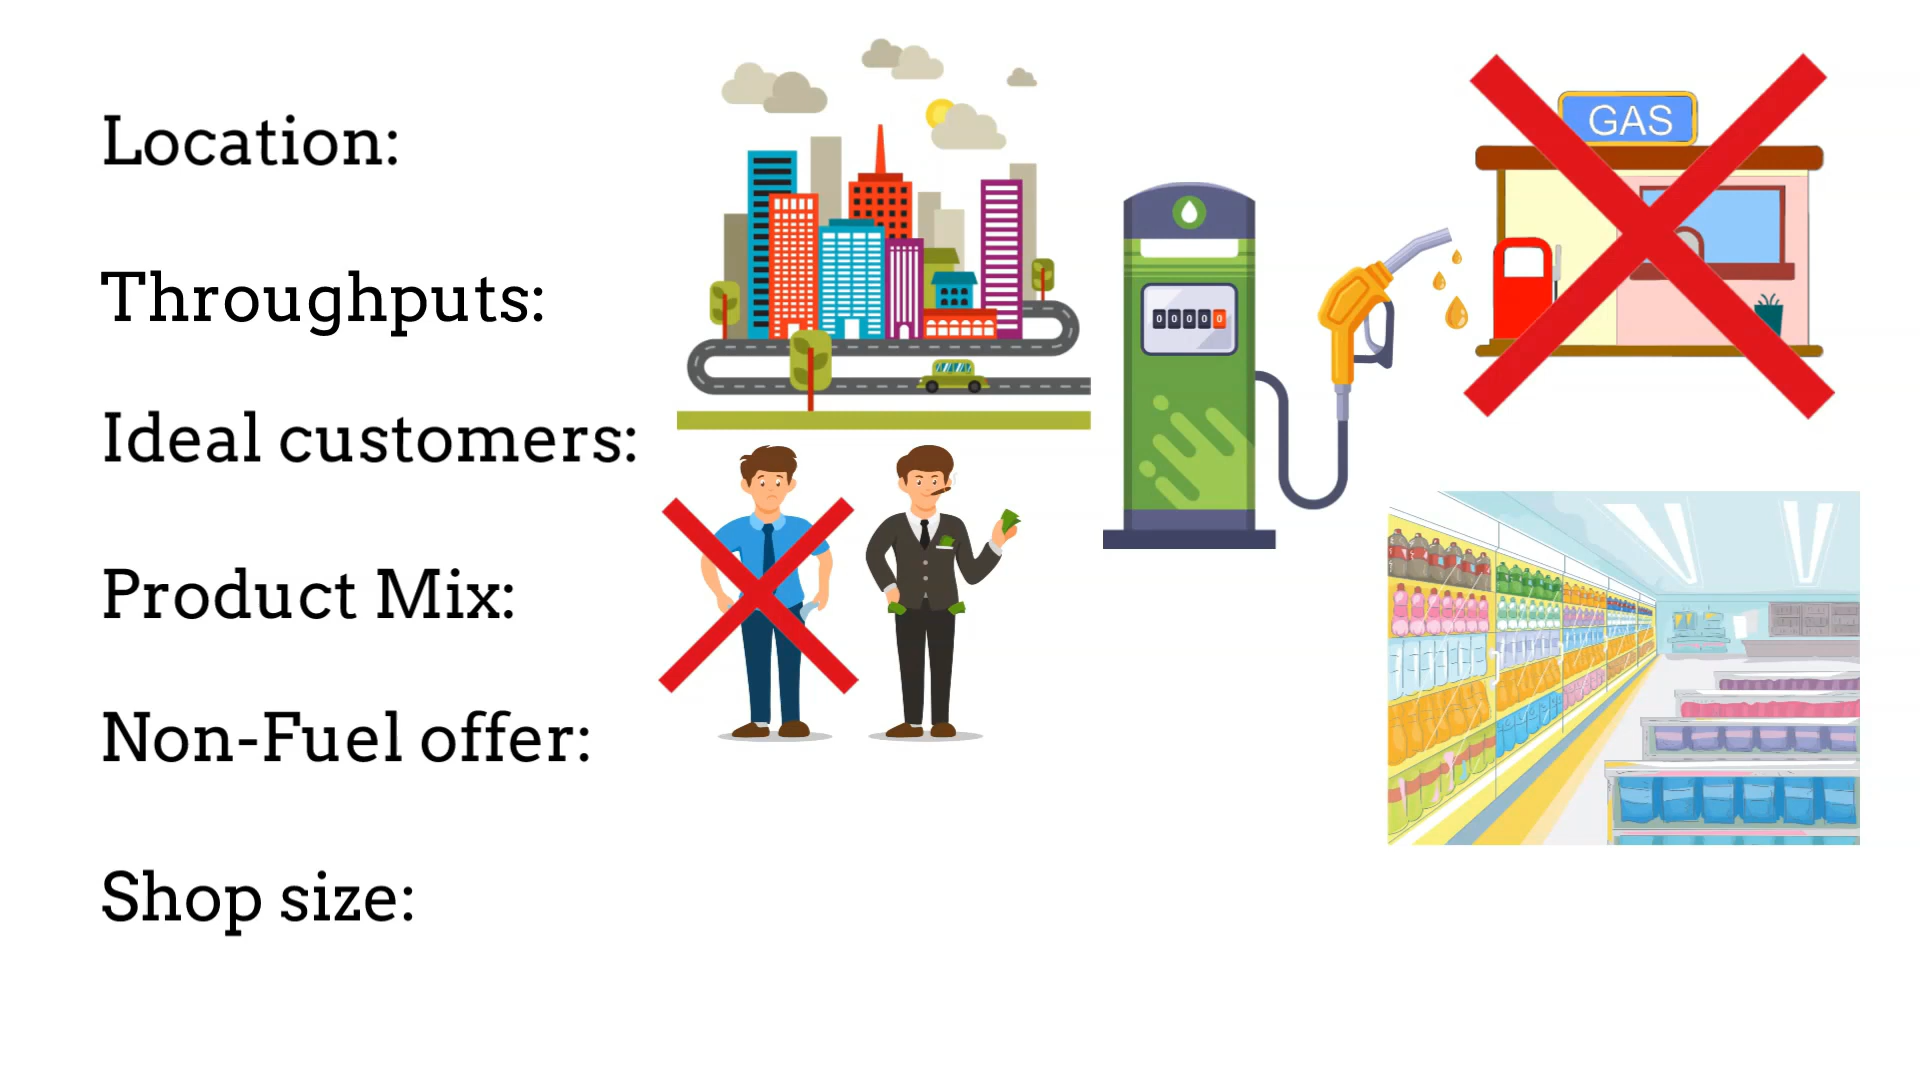 Location:
Throughputs:
Ideal customers:
Product Mix:
Non-Fuel offer:
Shop size:
GAS
00000